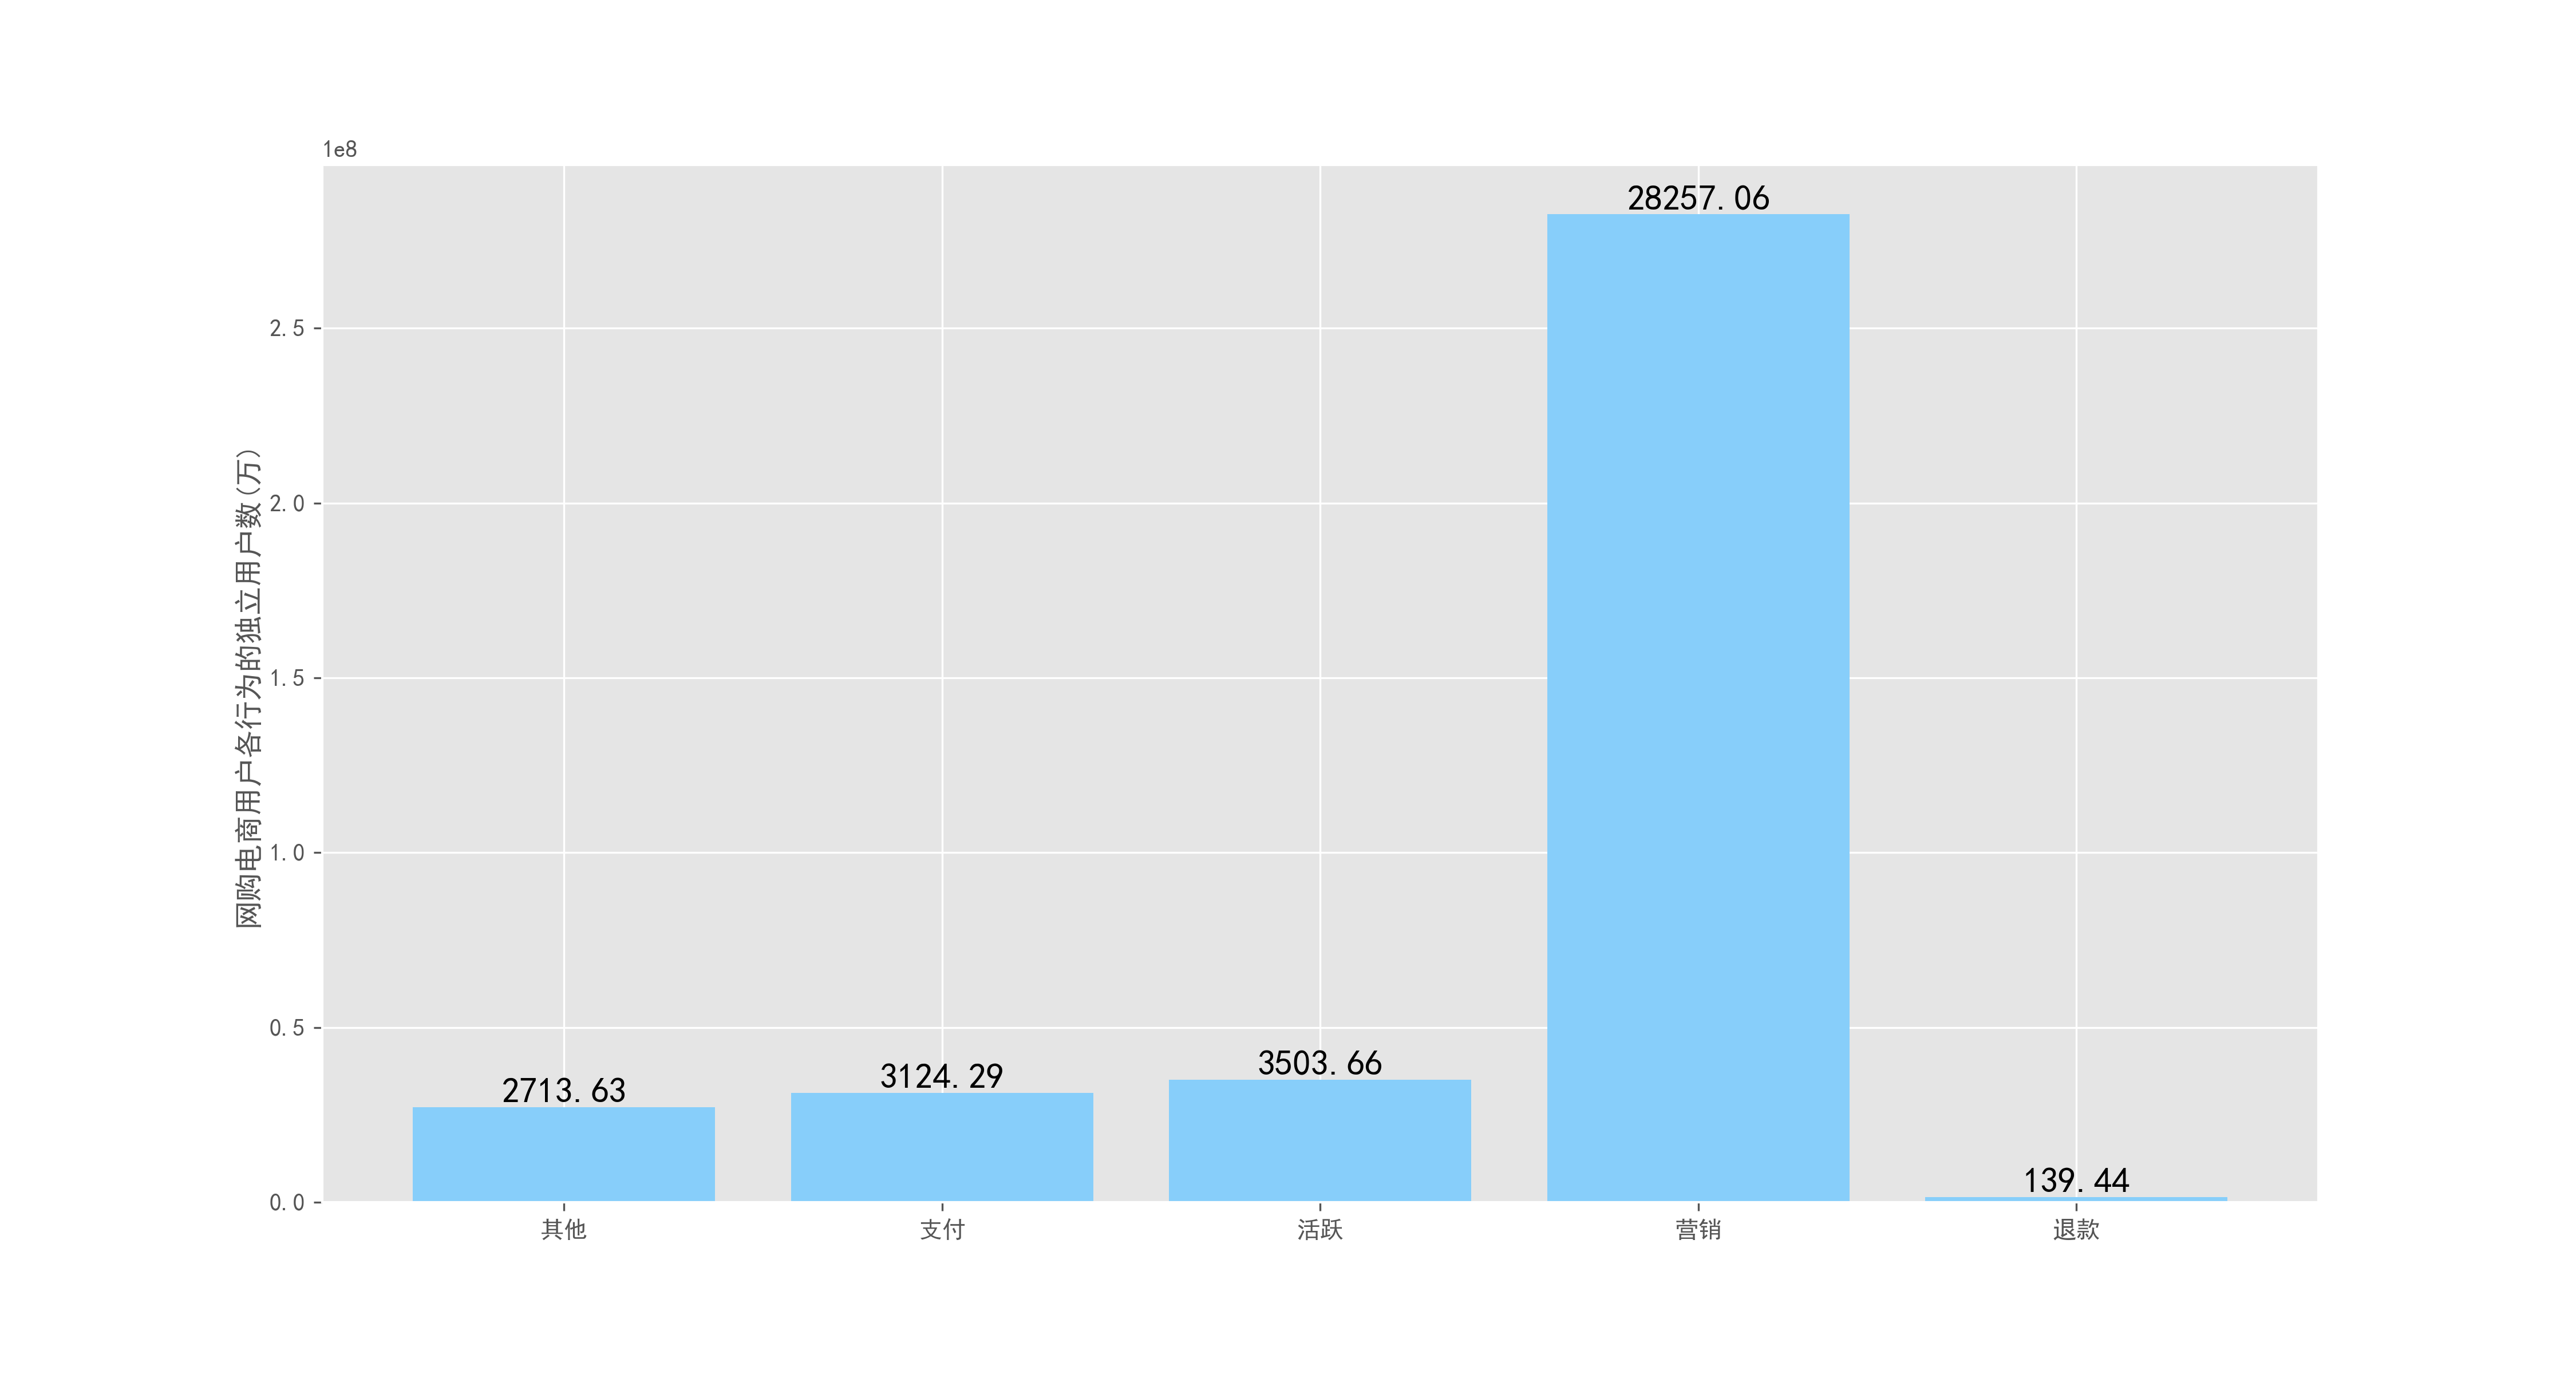 1e8
28257.06
2.5
2.0
1.5
1.0
0.5
0.0
网购电商用户各行为的独立用户数(万)
2713.63
3124.29
3503.66
139.44
其他
支付
活跃
营销
退款